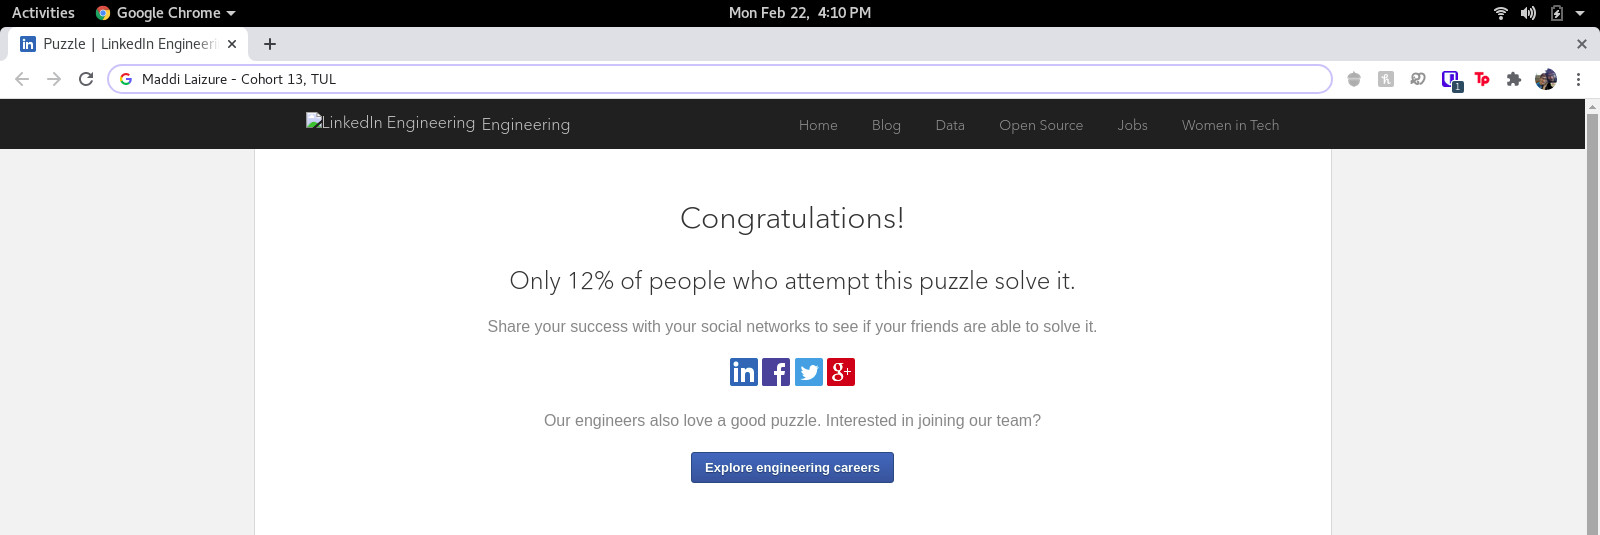 Activities Google Chrome Mon Feb 22, 4:10 PM
Puzzle | LinkedIn Engineeri
Maddi Laizure - Cohort 13, TUL 1 Tp
LinkedIn Engineering Engineering Home Blog Data Open Source Jobs Women in Tech
Congratulations!
Only 12% of people who attempt this puzzle solve it.
Share your success with your social networks to see if your friends are able to solve it.
in f g+
Our engineers also love a good puzzle. Interested in joining our team?
Explore engineering careers